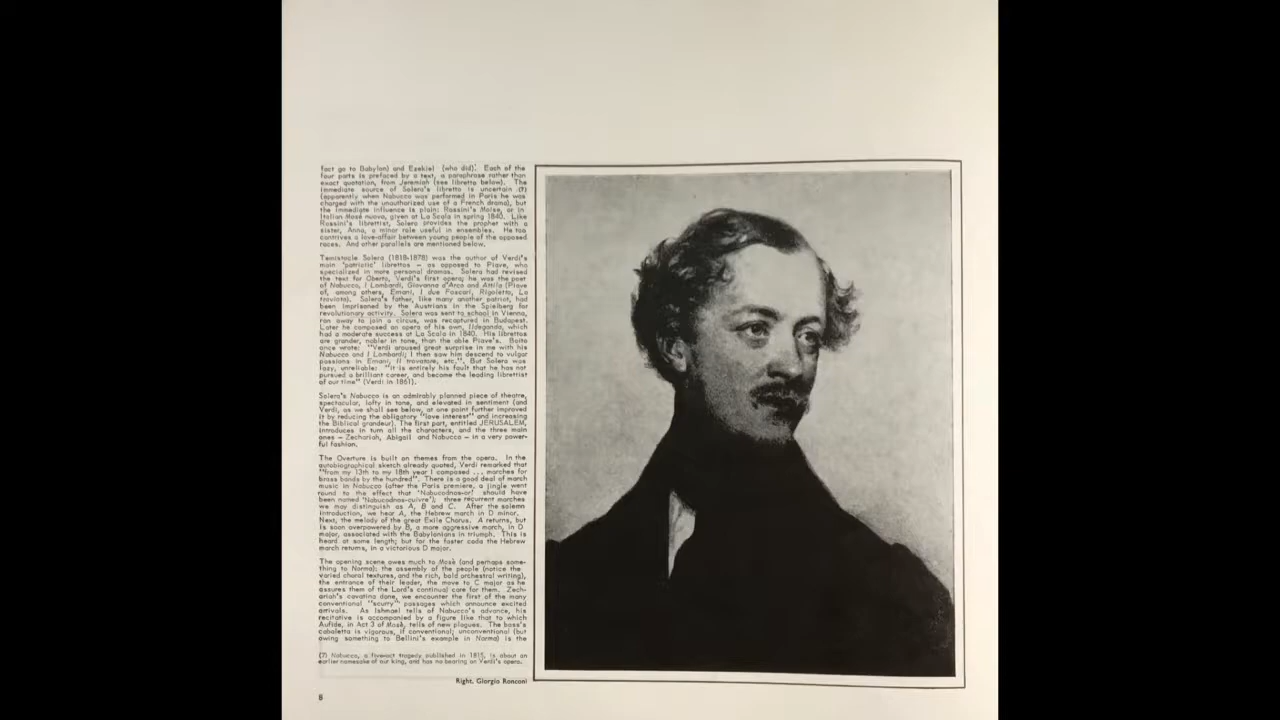 fact go to Babylon) and Ezekiel (who did). Each of the
four parts is prefaced by a text, a paraphrase rather than
exact quotation, from Jeremiah (see libretto below). The
immediate source of Solera's libretto is uncertain (7)
(apparently when Nabucco was performed in Paris he was
charged with the unauthorized use of a French drama), but
the immediate influence is plain: Rossini's Moïse, or in
Italian Mosè nuovo, given at La Scala in spring 1840. Like
Rossini's librettist, Solera provides the prophet with a
sister, Anna, a minor role useful in ensembles. He too
contrives a love-affair between young people of the opposed
races. And other parallels are mentioned below.
Temistocle Solera (1818-1878) was the author of Verdi's
main 'patriotic' librettos – as opposed to Piave, who
specialized in more personal dramas. Solera had revised
the text for Oberto, Verdi's first opera; he was the poet
of Nabucco, I Lombardi, Giovanna d'Arco and Attila (Piave
of, among others, Ernani, I due Foscari, Rigoletto, La
traviata). Solera's father, like many another patriot, had
been imprisoned by the Austrians in the Spielberg for
revolutionary activity. Solera was sent to school in Vienna,
ran away to join a circus, was recaptured in Budapest.
Later he composed an opera of his own, Ildegonda, which
had a moderate success at La Scala in 1840. His librettos
are grander, nobler in tone, than the able Piave's. Boito
once wrote: "Verdi aroused great surprise in me with his
Nabucco and I Lombardi; I then saw him descend to vulgar
passions in Ernani, Il trovatore, etc.". But Solera was
lazy, unreliable: "it is entirely his fault that he has not
pursued a brilliant career, and become the leading librettist
of our time" (Verdi in 1861).
Solera's Nabucco is an admirably planned piece of theatre,
spectacular, lofty in tone, and elevated in sentiment (and
Verdi, as we shall see below, at one point further improved
it by reducing the obligatory "love interest" and increasing
the Biblical grandeur). The first part, entitled JERUSALEM,
introduces in turn all the characters, and the three main
ones – Zechariah, Abigail and Nabucco – in a very power-
ful fashion.
The Overture is built on themes from the opera. In the
autobiographical sketch already quoted, Verdi remarked that
"from my 13th to my 18th year I composed ... marches for
brass bands by the hundred". There is a good deal of march
music in Nabucco (after the Paris premiere, a jingle went
round to the effect that 'Nabucodnos-or' should have
been named 'Nabucodnos-cuivre'); three recurrent marches
we may distinguish as A, B and C. After the solemn
introduction, we hear A, the Hebrew march in D minor.
Next, the melody of the great Exile Chorus. A returns, but
is soon overpowered by B, a more aggressive march, in D
major, associated with the Babylonians in triumph. This is
heard at some length; but for the faster coda the Hebrew
march returns, in a victorious D major.
The opening scene owes much to Mosè (and perhaps some-
thing to Norma): the assembly of the people (notice the
varied choral textures, and the rich, bold orchestral writing),
the entrance of their leader, the move to C major as he
assures them of the Lord's continual care for them. Zech-
ariah's cavatina done, we encounter the first of the many
conventional "scurry" passages which announce excited
arrivals. As Ishmael tells of Nabucco's advance, his
recitative is accompanied by a figure like that to which
Aufide, in Act 3 of Mosè, tells of new plagues. The bass's
cabaletta is vigorous, if conventional; unconventional (but
owing something to Bellini's example in Norma) is the
(7) Nabucco, a five-act tragedy published in 1815, is about an
earlier namesake of our king, and has no bearing on Verdi's opera.
Right, Giorgio Ronconi
8